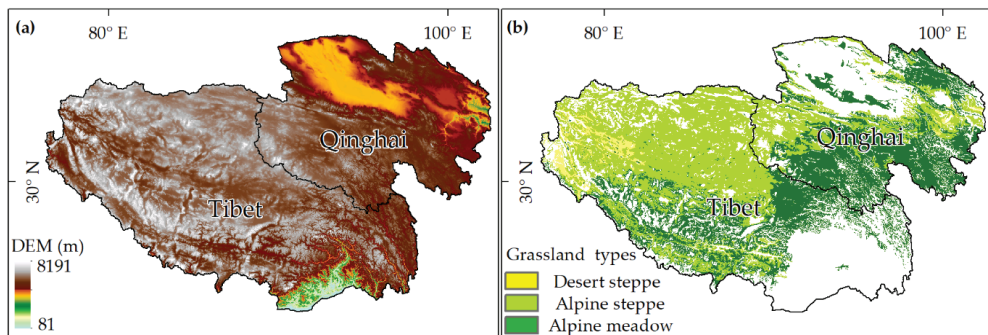 (a)
80° E
100° E
30° N
Qinghai
Tibet
DEM (m)
8191
81
(b)
80° E
100° E
30° N
Qinghai
Tibet
Grassland types
Desert steppe
Alpine steppe
Alpine meadow